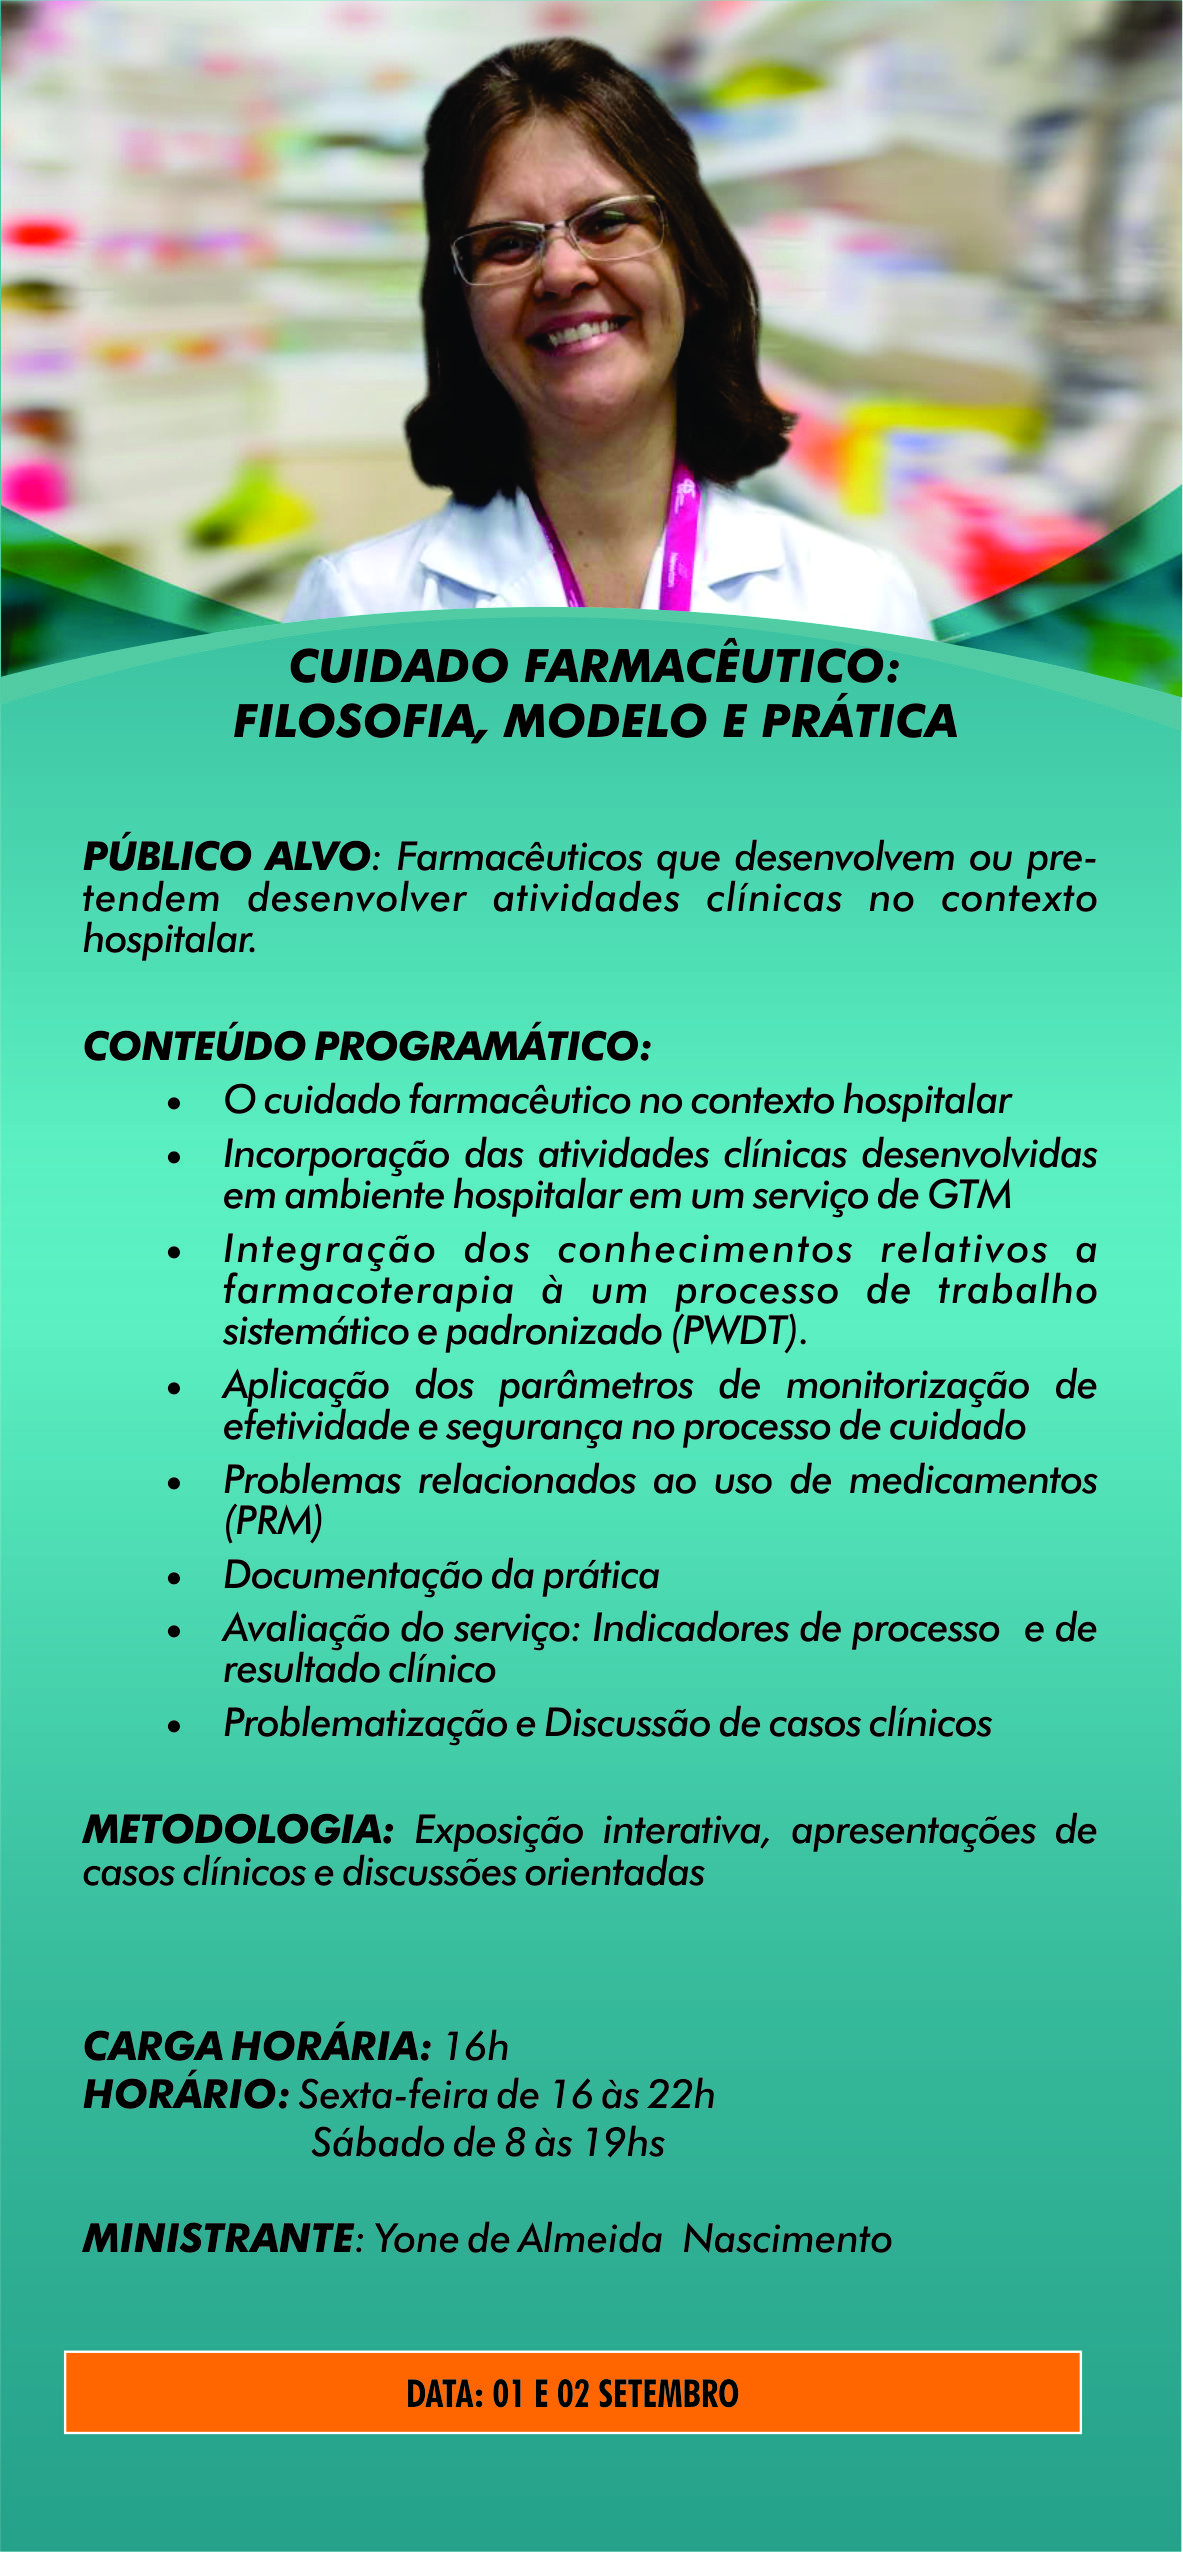 CUIDADO FARMACÊUTICO:
FILOSOFIA, MODELO E PRÁTICA
PÚBLICO ALVO: Farmacêuticos que desenvolvem ou pre-
tendem desenvolver atividades clínicas no contexto
hospitalar.
CONTEÚDO PROGRAMÁTICO:
• O cuidado farmacêutico no contexto hospitalar
• Incorporação das atividades clínicas desenvolvidas
em ambiente hospitalar em um serviço de GTM
• Integração dos conhecimentos relativos a
farmacoterapia à um processo de trabalho
sistemático e padronizado (PWDT).
• Aplicação dos parâmetros de monitorização de
efetividade e segurança no processo de cuidado
• Problemas relacionados ao uso de medicamentos
(PRM)
• Documentação da prática
• Avaliação do serviço: Indicadores de processo e de
resultado clínico
• Problematização e Discussão de casos clínicos
METODOLOGIA: Exposição interativa, apresentações de
casos clínicos e discussões orientadas
CARGA HORÁRIA: 16h
HORÁRIO: Sexta-feira de 16 às 22h
Sábado de 8 às 19hs
MINISTRANTE: Yone de Almeida Nascimento
DATA: 01 E 02 SETEMBRO